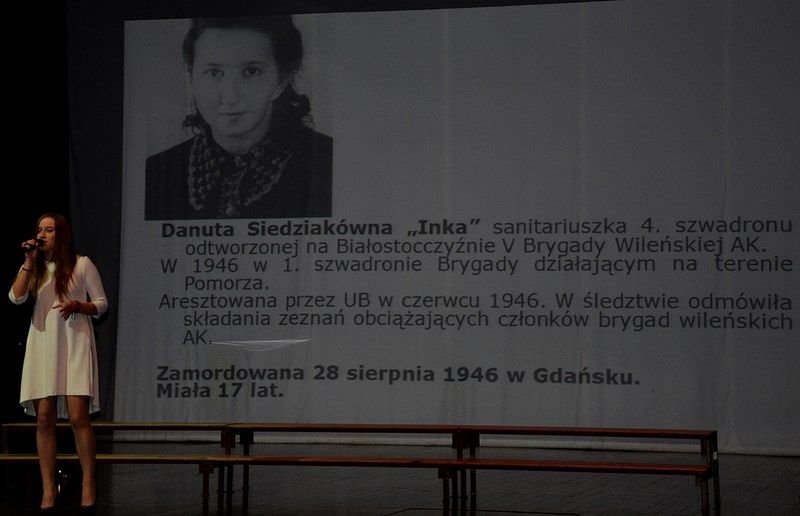 Danuta Siedziakówna „Inka” sanitariuszka 4. szwadronu
odtworzonej na Białostocczyźnie V Brygady Wileńskiej AK.
W 1946 w 1. szwadronie Brygady działającym na terenie
Pomorza.
Aresztowana przez UB w czerwcu 1946. W śledztwie odmówiła
składania zeznań obciążających członków brygad wileńskich
AK.
Zamordowana 28 sierpnia 1946 w Gdańsku.
Miała 17 lat.